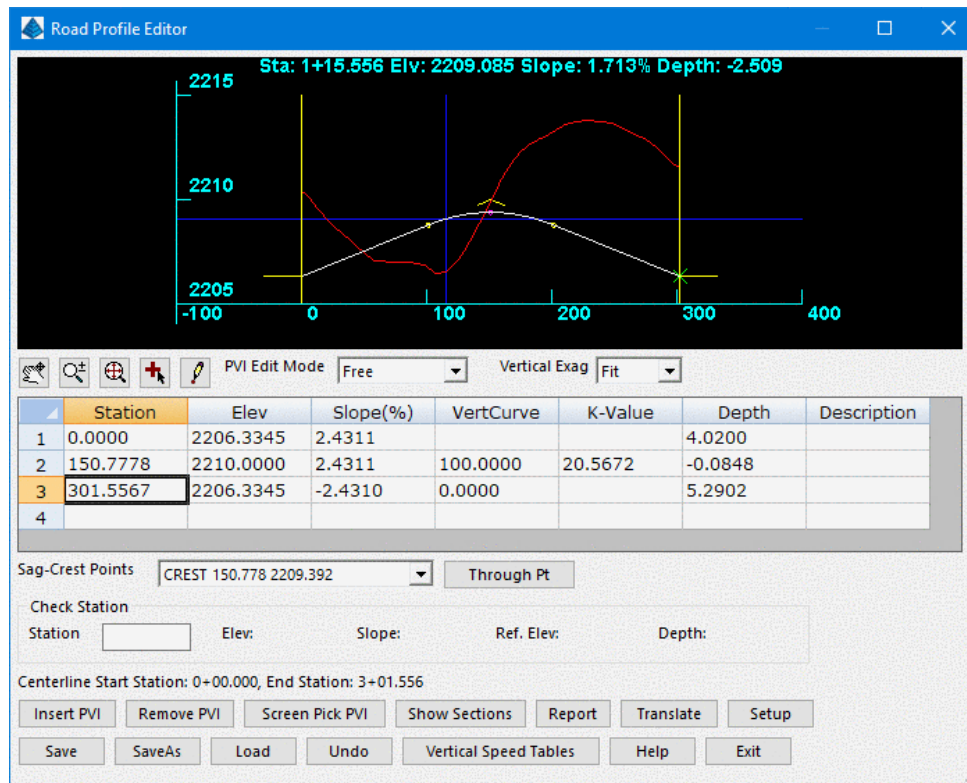 Road Profile Editor
Sta: 1+15.556 Elv: 2209.085 Slope: 1.713% Depth: -2.509
2215
2210
2205
-100 0 100 200 300 400
PVI Edit Mode Free Vertical Exag Fit
Station Elev Slope(%) VertCurve K-Value Depth Description
1 0.0000 2206.3345 2.4311 4.0200
2 150.7778 2210.0000 2.4311 100.0000 20.5672 -0.0848
3 301.5567 2206.3345 -2.4310 0.0000 5.2902
4
Sag-Crest Points CREST 150.778 2209.392 Through Pt
Check Station
Station Elev: Slope: Ref. Elev: Depth:
Centerline Start Station: 0+00.000, End Station: 3+01.556
Insert PVI Remove PVI Screen Pick PVI Show Sections Report Translate Setup
Save SaveAs Load Undo Vertical Speed Tables Help Exit